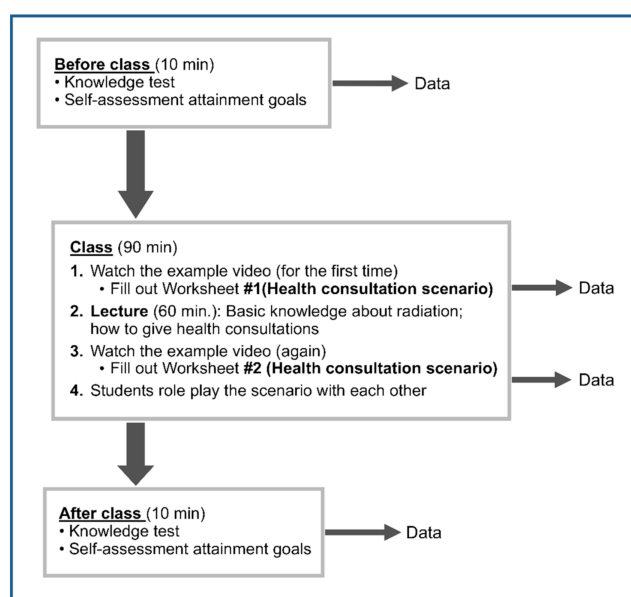 Before class (10 min)
• Knowledge test
• Self-assessment attainment goals
Data
Class (90 min)
1. Watch the example video (for the first time)
• Fill out Worksheet #1(Health consultation scenario)
Data
2. Lecture (60 min.): Basic knowledge about radiation;
how to give health consultations
3. Watch the example video (again)
• Fill out Worksheet #2 (Health consultation scenario)
Data
4. Students role play the scenario with each other
After class (10 min)
• Knowledge test
• Self-assessment attainment goals
Data